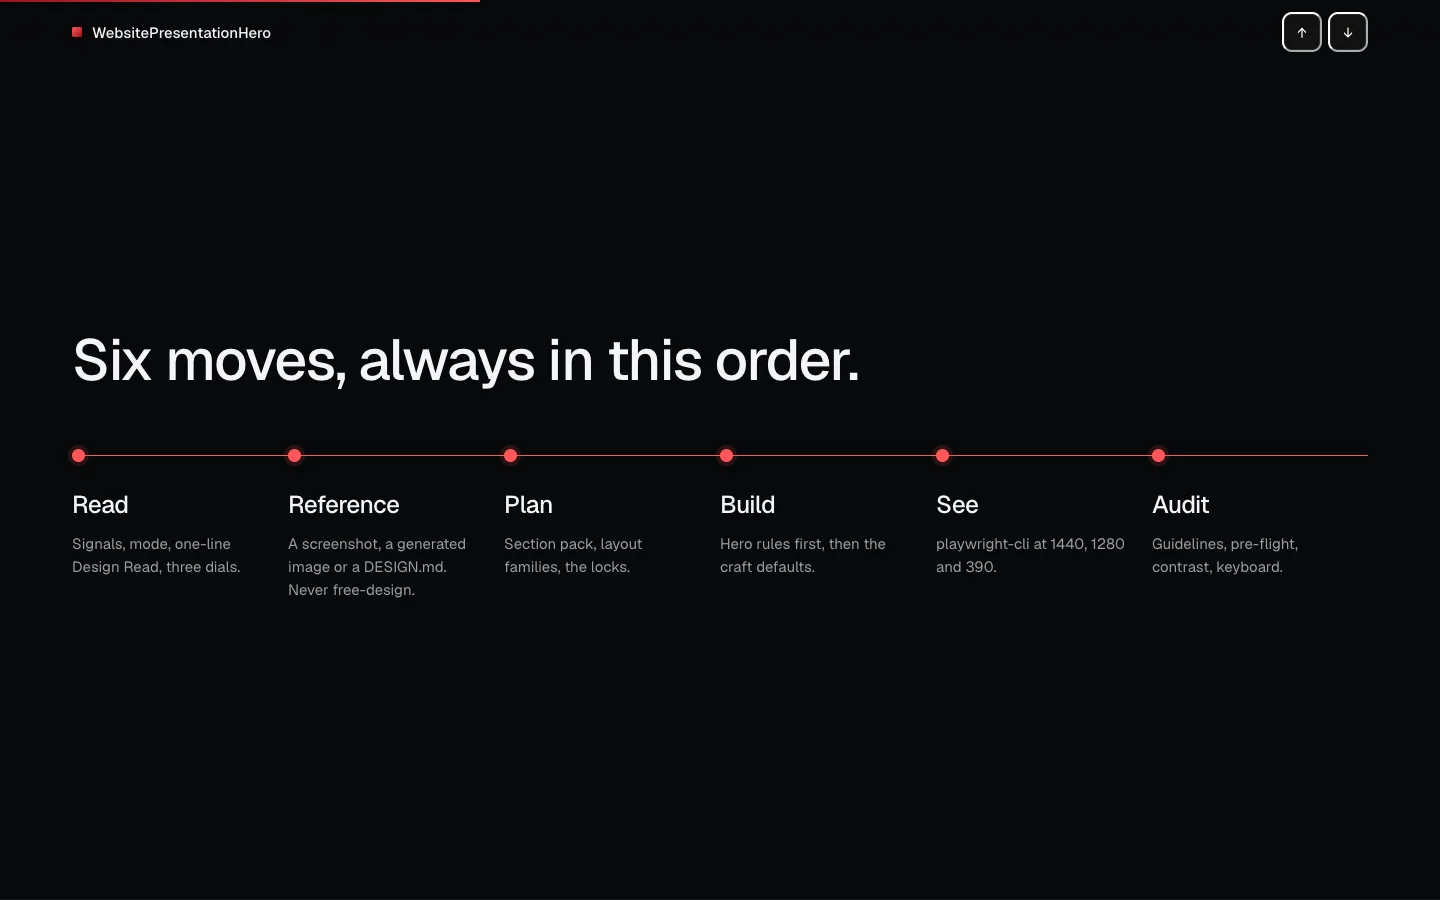 WebsitePresentationHero
↑ ↓
Six moves, always in this order.
Read
Signals, mode, one-line
Design Read, three dials.
Reference
A screenshot, a generated
image or a DESIGN.md.
Never free-design.
Plan
Section pack, layout
families, the locks.
Build
Hero rules first, then the
craft defaults.
See
playwright-cli at 1440, 1280
and 390.
Audit
Guidelines, pre-flight,
contrast, keyboard.